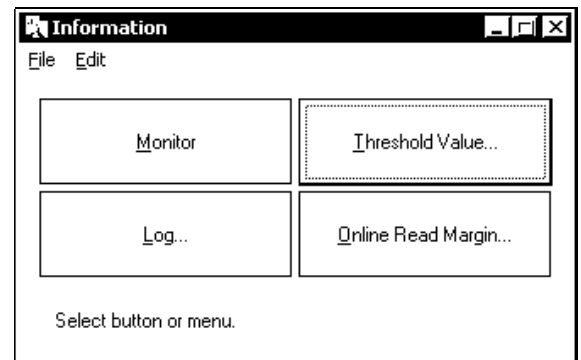 Information
File Edit
Monitor
Threshold Value...
Log...
Online Read Margin...
Select button or menu.